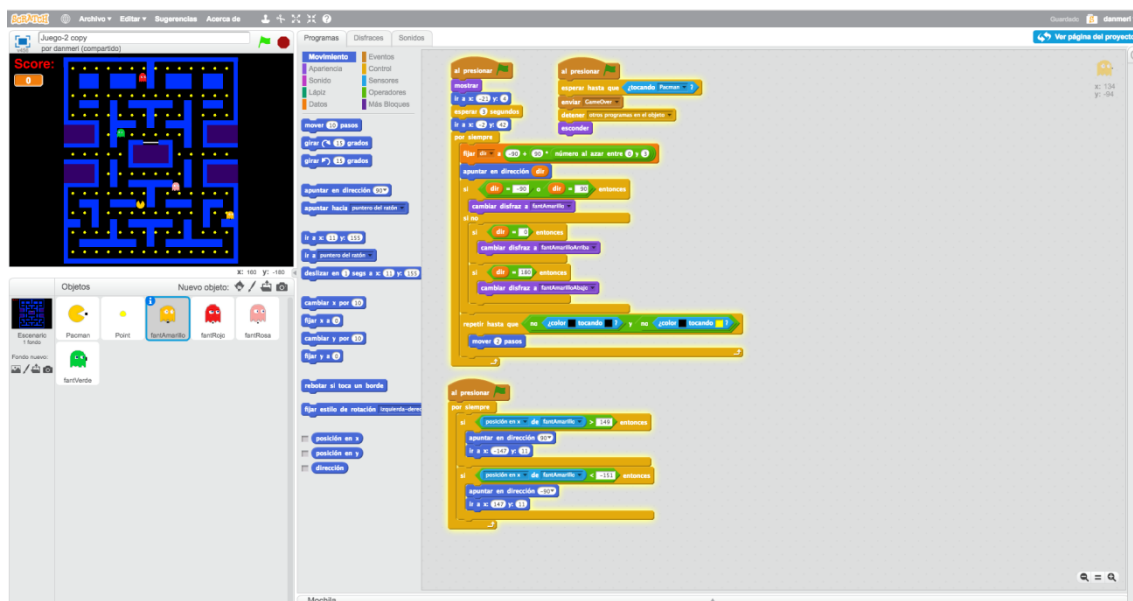 SCRATCH Archivo Editar Sugerencias Acerca de Guardado danmeri
Juego-2 copy
por danmeri (compartido)
Programas Disfraces Sonidos
Ver página del proyecto
Score:
0
Movimiento Eventos
Apariencia Control
Sonido Sensores
Lápiz Operadores
Datos Más Bloques
mover 10 pasos
girar 15 grados
girar 15 grados
apuntar en dirección 90
apuntar hacia puntero del ratón
ir a x: 11 y: 155
ir a puntero del ratón
deslizar en 1 segs a x: 11 y: 155
cambiar x por 10
fijar x a 0
cambiar y por 10
fijar y a 0
rebotar si toca un borde
fijar estilo de rotación izquierda-derec
posición en x
posición en y
dirección
x: 160 y: -180
Objetos Nuevo objeto:
Escenario
1 fondo
Fondo nuevo:
Pacman Point fantAmarillo fantRojo fantRosa
fantVerde
al presionar
mostrar
ir a x: -21 y: 4
esperar 3 segundos
ir a x: -2 y: 42
por siempre
fijar dir a -90 + 90 * número al azar entre 0 y 3
apuntar en dirección dir
si dir = -90 o dir = 90 entonces
cambiar disfraz a fantAmarillo
si no
si dir = 0 entonces
cambiar disfraz a fantAmarilloArriba
si dir = 180 entonces
cambiar disfraz a fantAmarilloAbajo
repetir hasta que no ¿color tocando ? y no ¿color tocando ?
mover 2 pasos
al presionar
esperar hasta que ¿tocando Pacman ?
enviar GameOver
detener otros programas en el objeto
esconder
x: 134
y: -94
al presionar
por siempre
si posición en x de fantAmarillo > 149 entonces
apuntar en dirección 90
ir a x: -147 y: 11
si posición en x de fantAmarillo < -151 entonces
apuntar en dirección -90
ir a x: 147 y: 11
Mochila